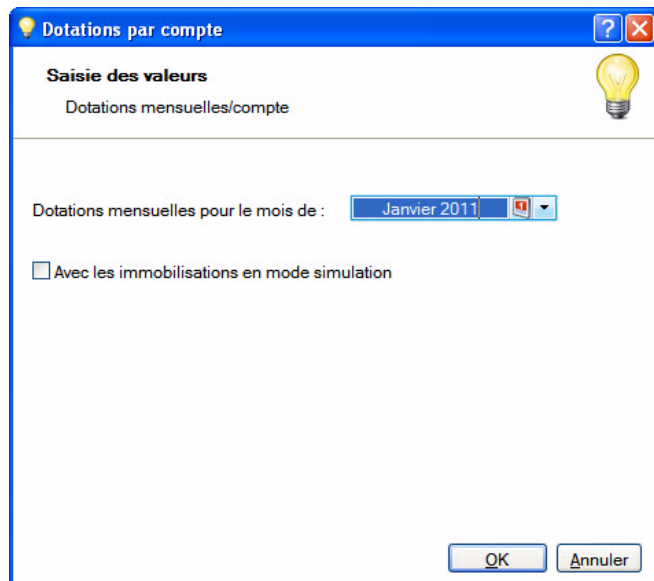 Dotations par compte
Saisie des valeurs
Dotations mensuelles/compte
Dotations mensuelles pour le mois de : Janvier 2011
Avec les immobilisations en mode simulation
OK Annuler